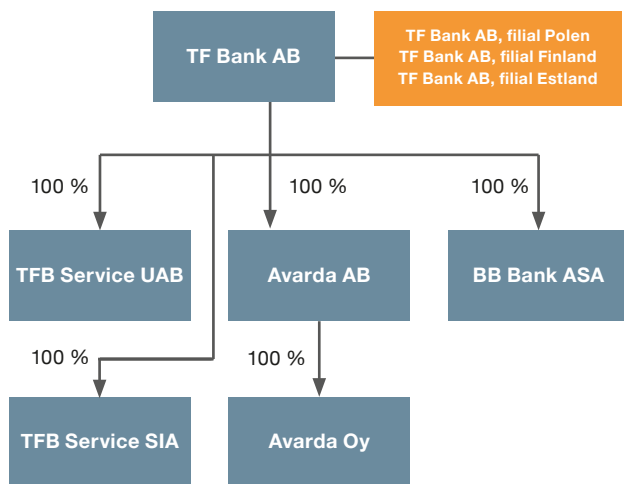 TF Bank AB
TF Bank AB, filial Polen
TF Bank AB, filial Finland
TF Bank AB, filial Estland
100 %
100 %
100 %
TFB Service UAB
Avarda AB
BB Bank ASA
100 %
100 %
TFB Service SIA
Avarda Oy